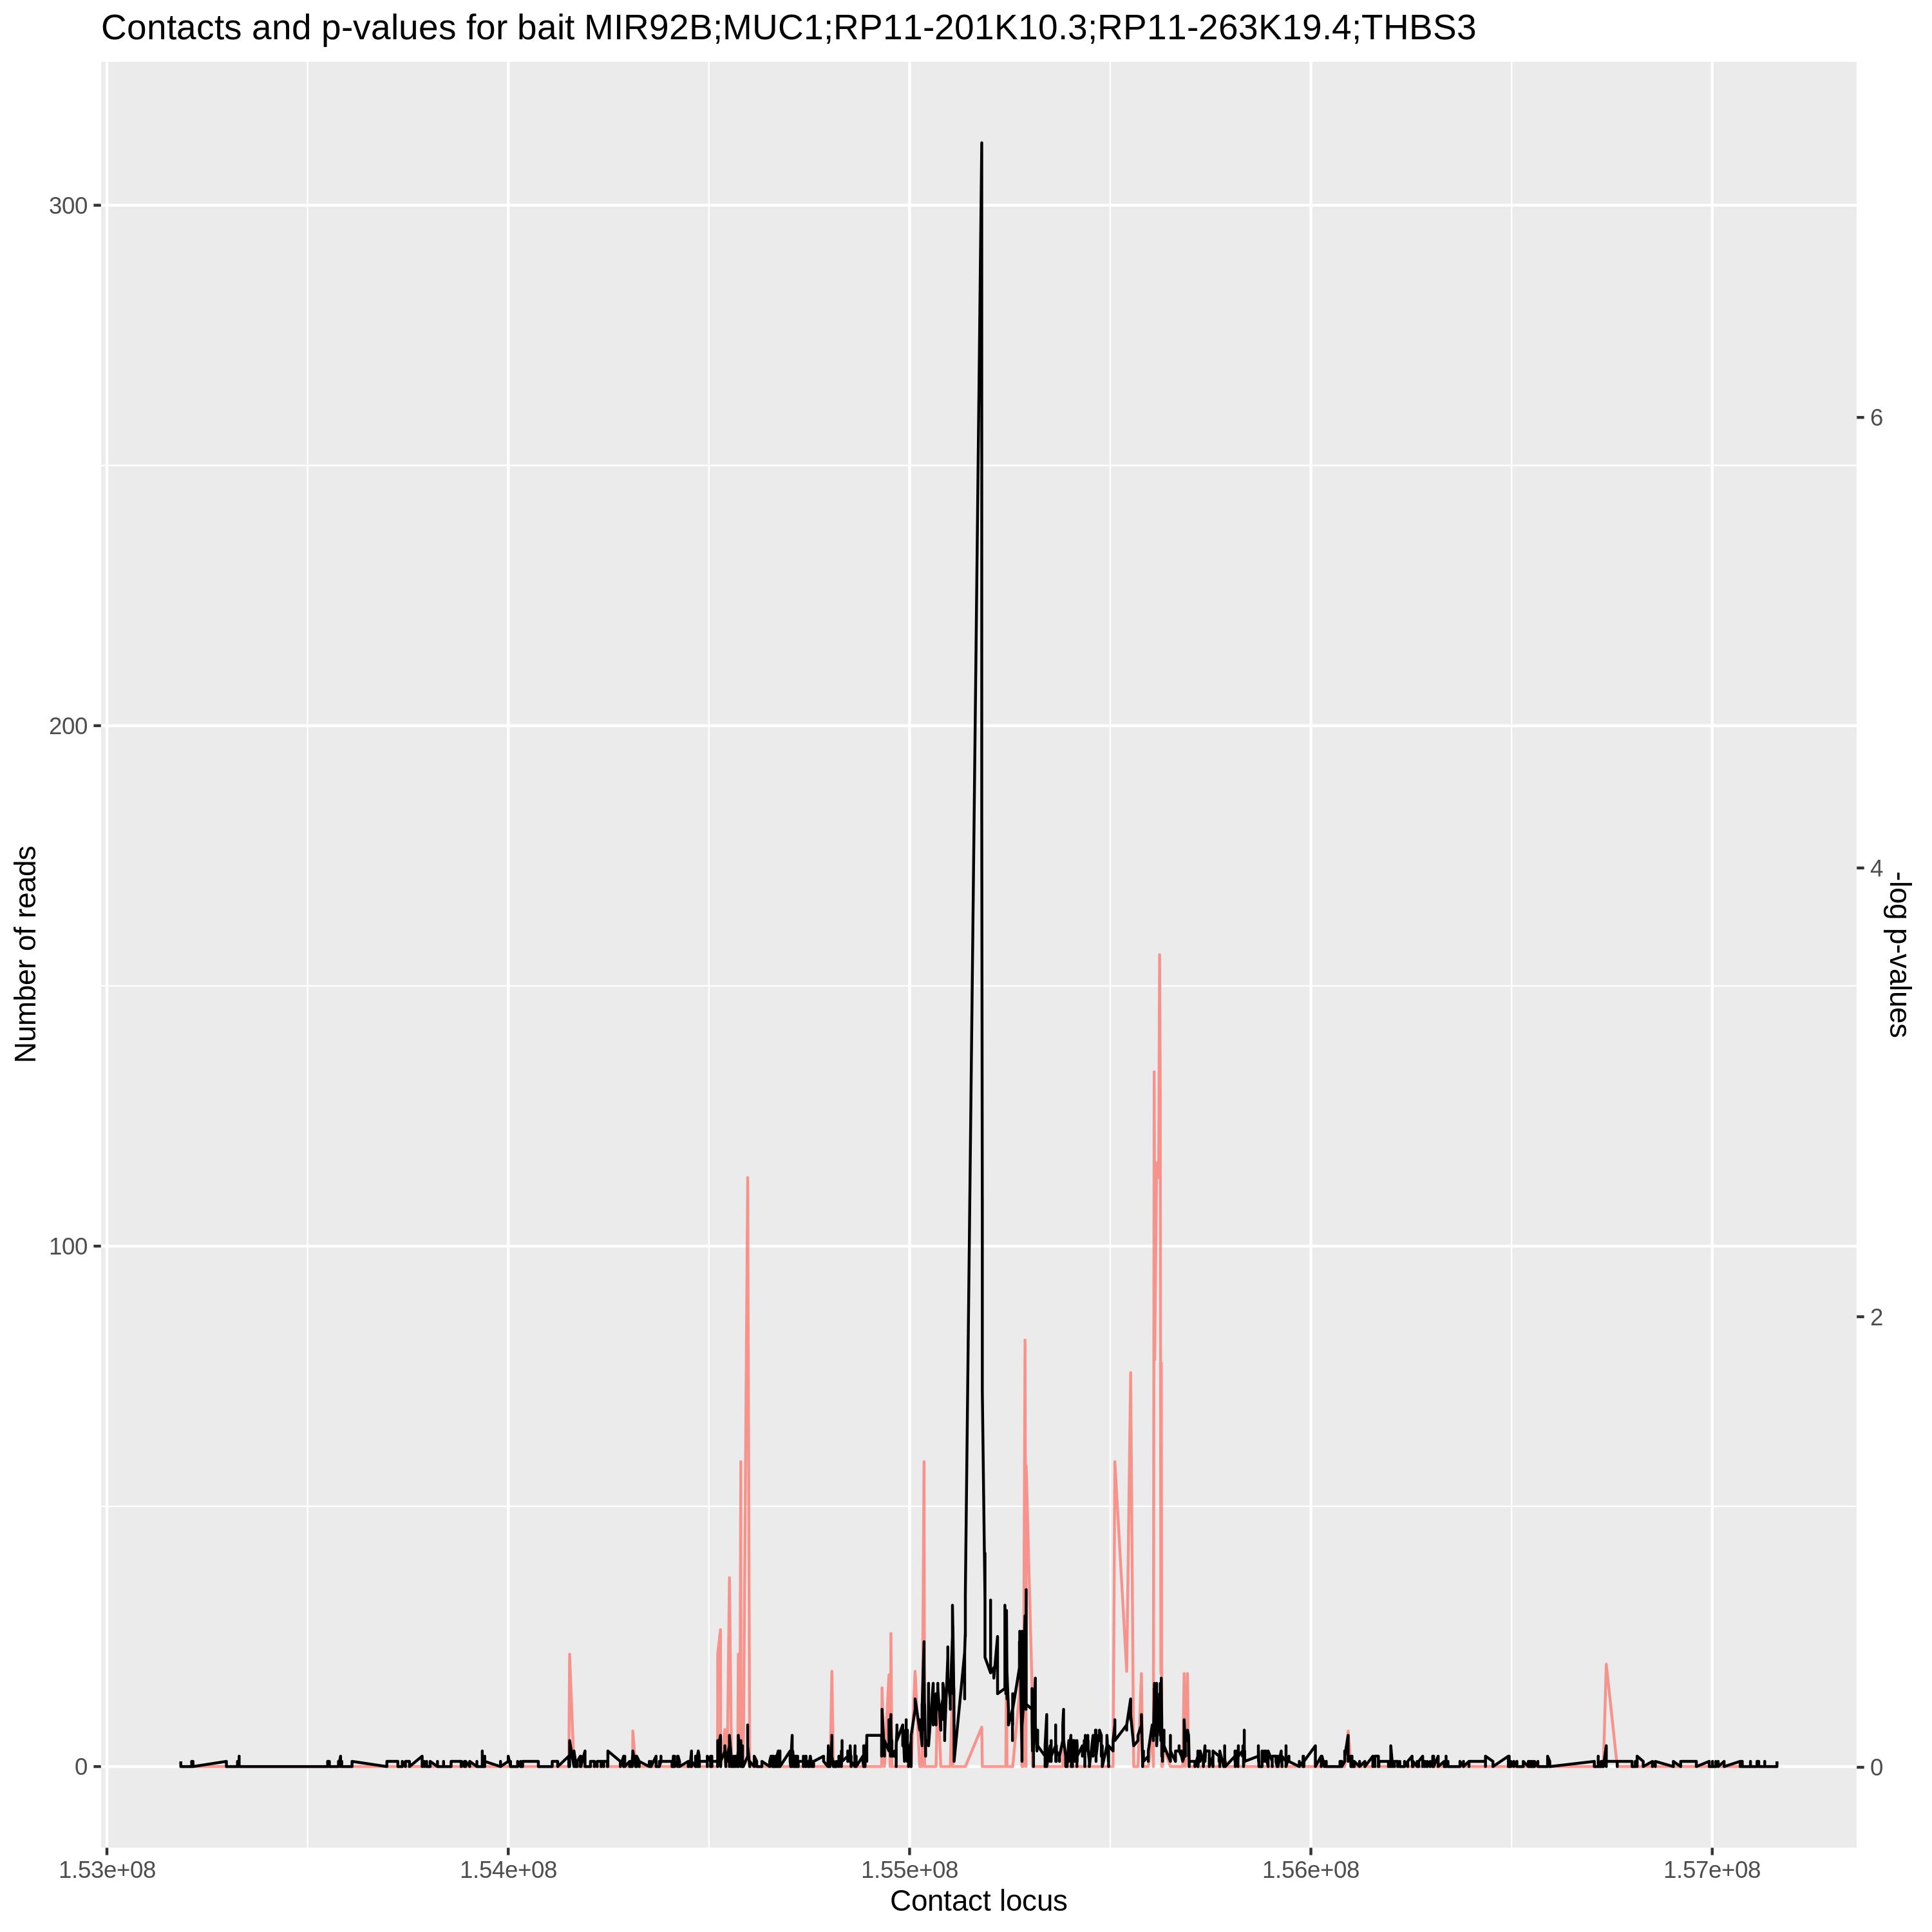 Contacts and p-values for bait MIR92B;MUC1;RP11-201K10.3;RP11-263K19.4;THBS3
300
200
100
0
Number of reads
6
4
2
0
-log p-values
1.53e+08
1.54e+08
1.55e+08
1.56e+08
1.57e+08
Contact locus